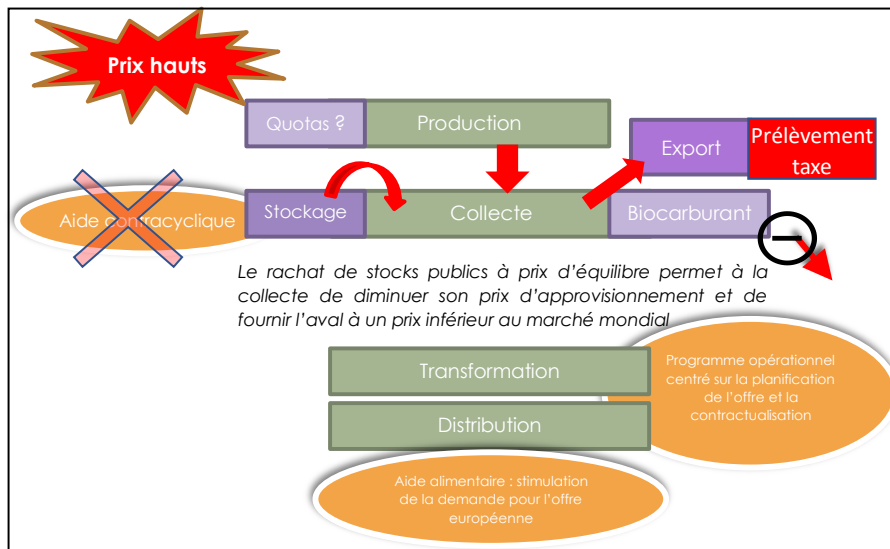 Prix hauts
Quotas ?
Production
Export
Prélèvement
taxe
Aide contracyclique
Stockage
Collecte
Biocarburant
Le rachat de stocks publics à prix d’équilibre permet à la
collecte de diminuer son prix d’approvisionnement et de
fournir l’aval à un prix inférieur au marché mondial
Transformation
Programme opérationnel
centré sur la planification
de l’offre et la
contractualisation
Distribution
Aide alimentaire : stimulation
de la demande pour l’offre
européenne